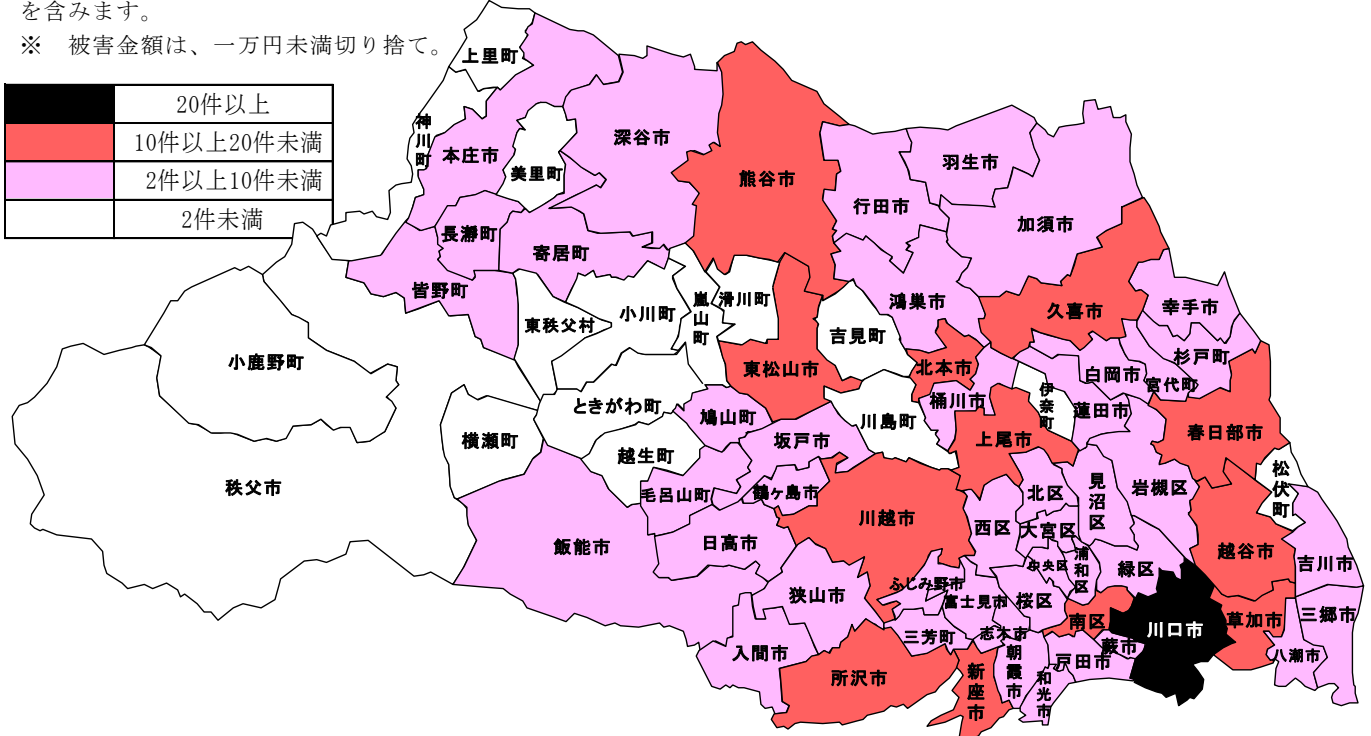 を含みます。
※　被害金額は、一万円未満切り捨て。
20件以上
10件以上20件未満
2件以上10件未満
2件未満
上里町
神川町
本庄市
美里町
深谷市
熊谷市
行田市
羽生市
加須市
長瀞町
寄居町
皆野町
東秩父村
小川町
嵐山町
滑川町
吉見町
鴻巣市
久喜市
幸手市
杉戸町
宮代町
白岡市
小鹿野町
東松山市
北本市
桶川市
伊奈町
蓮田市
ときがわ町
鳩山町
川島町
横瀬町
越生町
坂戸市
上尾市
春日部市
松伏町
秩父市
毛呂山町
鶴ヶ島市
川越市
西区
北区
見沼区
岩槻区
大宮区
飯能市
日高市
中央区
浦和区
緑区
越谷市
吉川市
狭山市
ふじみ野市
富士見市
桜区
南区
川口市
草加市
三郷市
入間市
三芳町
志木市
朝霞市
和光市
戸田市
蕨市
八潮市
所沢市
新座市